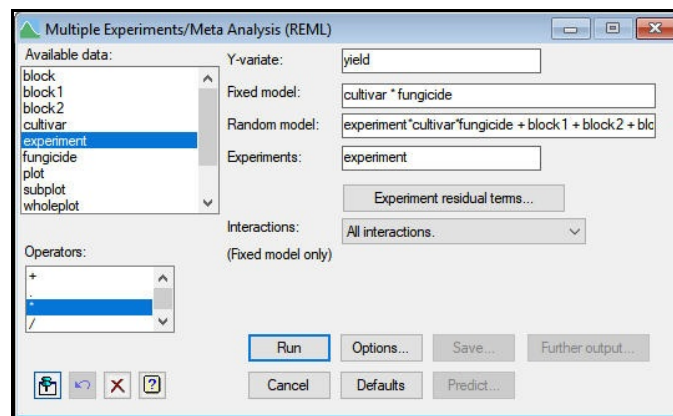 Multiple Experiments/Meta Analysis (REML)
Available data:
block
block1
block2
cultivar
experiment
fungicide
plot
subplot
wholeplot
Y-variate:
yield
Fixed model:
cultivar * fungicide
Random model:
experiment*cultivar*fungicide + block1 + block2 + blo
Experiments:
experiment
Experiment residual terms...
Interactions:
All interactions.
(Fixed model only)
Operators:
+
.
*
/
Run
Options...
Save...
Further output...
Cancel
Defaults
Predict...